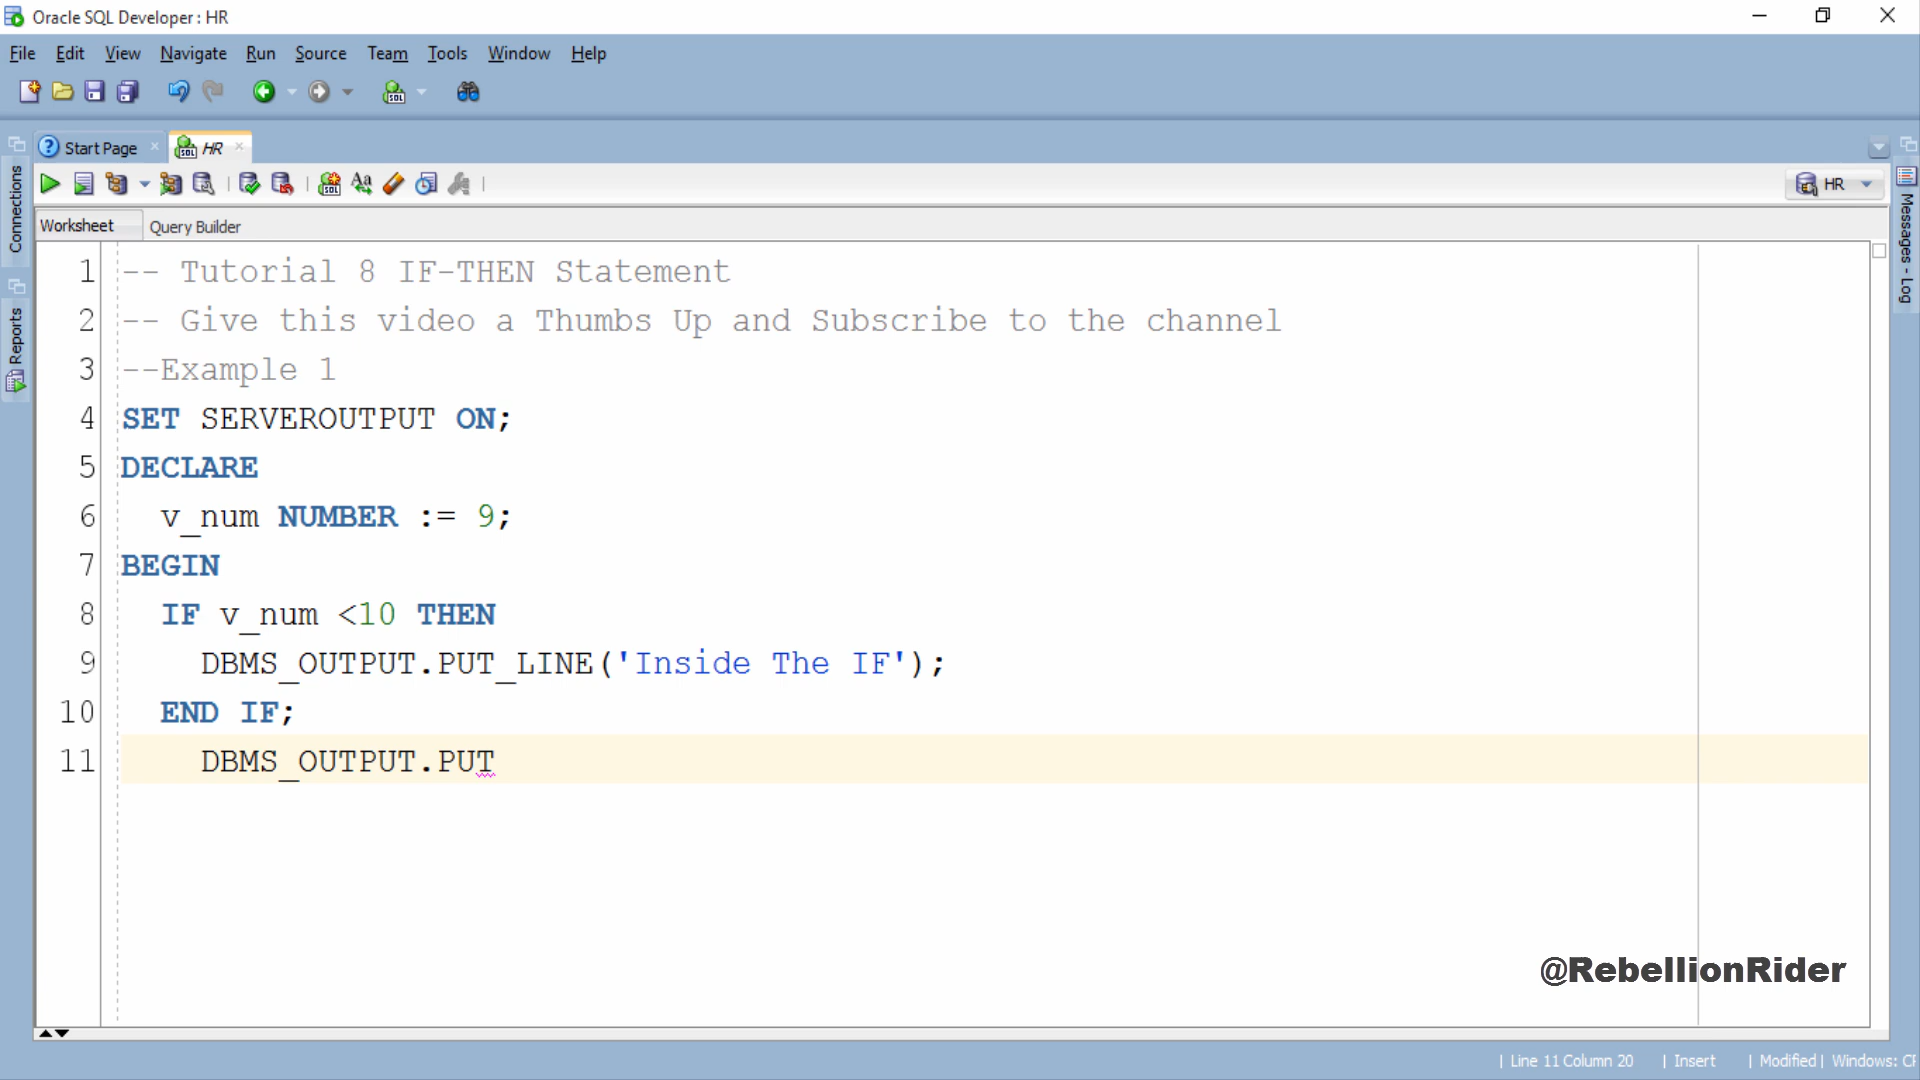 Oracle SQL Developer : HR
File Edit View Navigate Run Source Team Tools Window Help
Start Page HR
Connections
Reports
Messages - Log
HR
Worksheet Query Builder
1 -- Tutorial 8 IF-THEN Statement
2 -- Give this video a Thumbs Up and Subscribe to the channel
3 --Example 1
4 SET SERVEROUTPUT ON;
5 DECLARE
6 v_num NUMBER := 9;
7 BEGIN
8 IF v_num <10 THEN
9 DBMS_OUTPUT.PUT_LINE('Inside The IF');
10 END IF;
11 DBMS_OUTPUT.PUT
@RebellionRider
| Line 11 Column 20 | Insert | Modified | Windows: CR